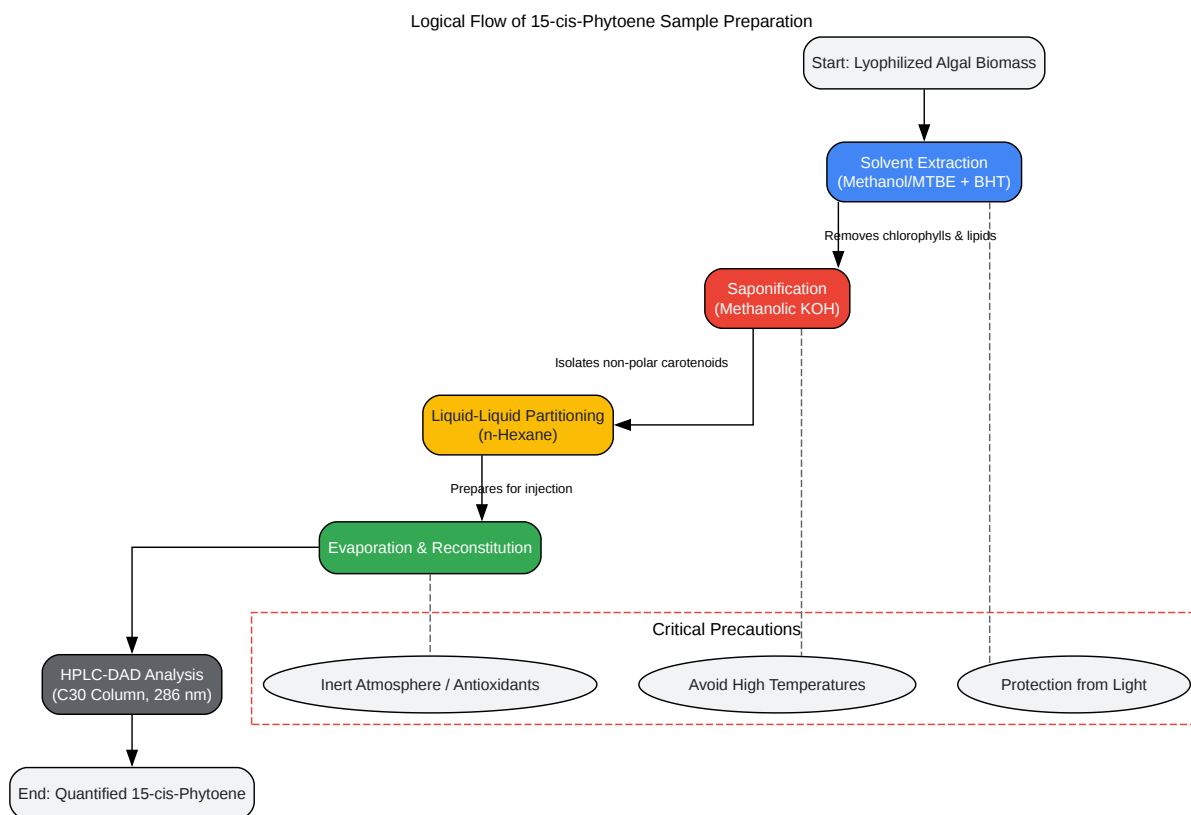 Logical Flow of 15-cis-Phytoene Sample Preparation
Start: Lyophilized Algal Biomass
Solvent Extraction
(Methanol/MTBE + BHT)
Removes chlorophylls & lipids
Saponification
(Methanolic KOH)
Isolates non-polar carotenoids
Liquid-Liquid Partitioning
(n-Hexane)
Prepares for injection
Evaporation & Reconstitution
Critical Precautions
HPLC-DAD Analysis
(C30 Column, 286 nm)
Inert Atmosphere / Antioxidants
Avoid High Temperatures
Protection from Light
End: Quantified 15-cis-Phytoene